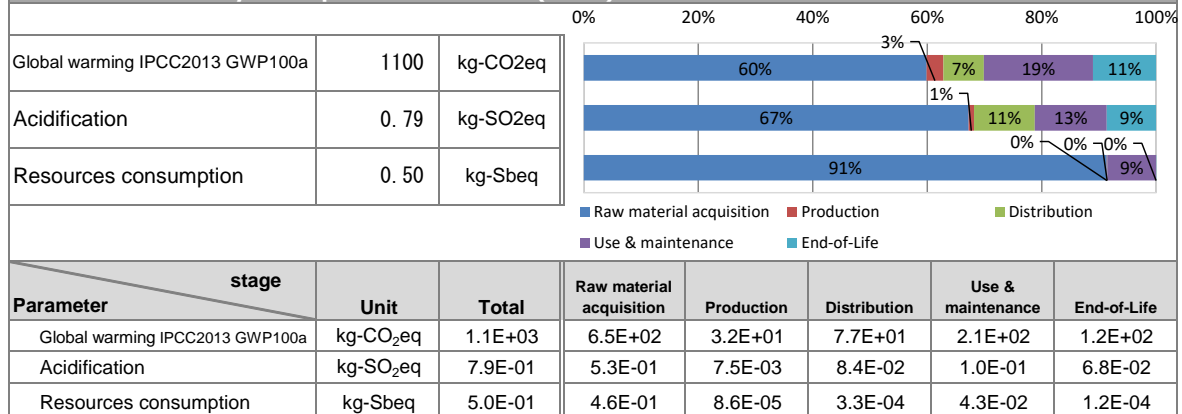 0% 20% 40% 60% 80% 100%
Global warming IPCC2013 GWP100a 1100 kg-CO2eq
3%
60% 7% 19% 11%
Acidification 0.79 kg-SO2eq
1%
67% 11% 13% 9%
Resources consumption 0.50 kg-Sbeq
0% 0% 0%
91% 9%
Raw material acquisition Production Distribution
Use & maintenance End-of-Life
stage
Parameter Unit Total Raw material acquisition Production Distribution Use & maintenance End-of-Life
Global warming IPCC2013 GWP100a kg-CO2eq 1.1E+03 6.5E+02 3.2E+01 7.7E+01 2.1E+02 1.2E+02
Acidification kg-SO2eq 7.9E-01 5.3E-01 7.5E-03 8.4E-02 1.0E-01 6.8E-02
Resources consumption kg-Sbeq 5.0E-01 4.6E-01 8.6E-05 3.3E-04 4.3E-02 1.2E-04